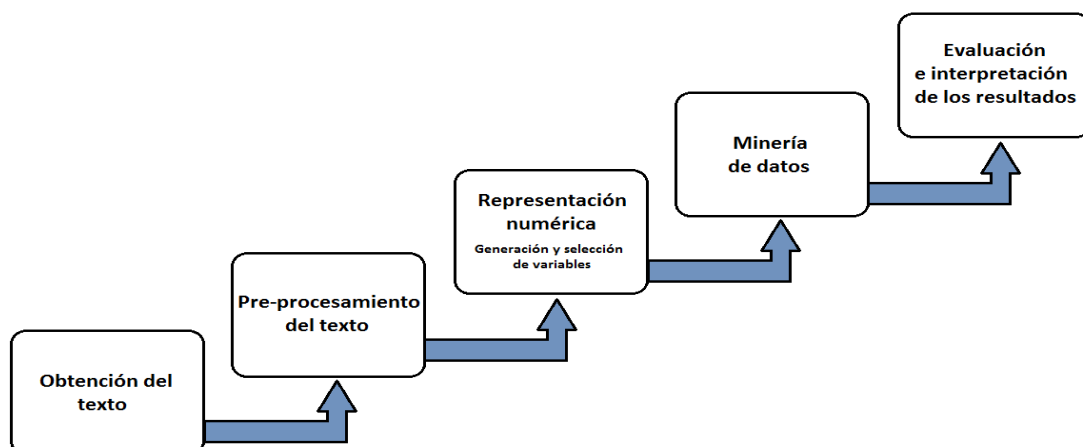 Obtención del
texto
Pre-procesamiento
del texto
Representación
numérica
Generación y selección
de variables
Minería
de datos
Evaluación
e interpretación
de los resultados